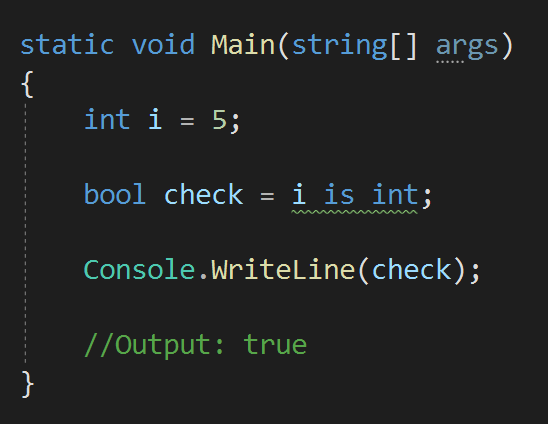 static void Main(string[] args)
{
int i = 5;
bool check = i is int;
Console.WriteLine(check);
//Output: true
}